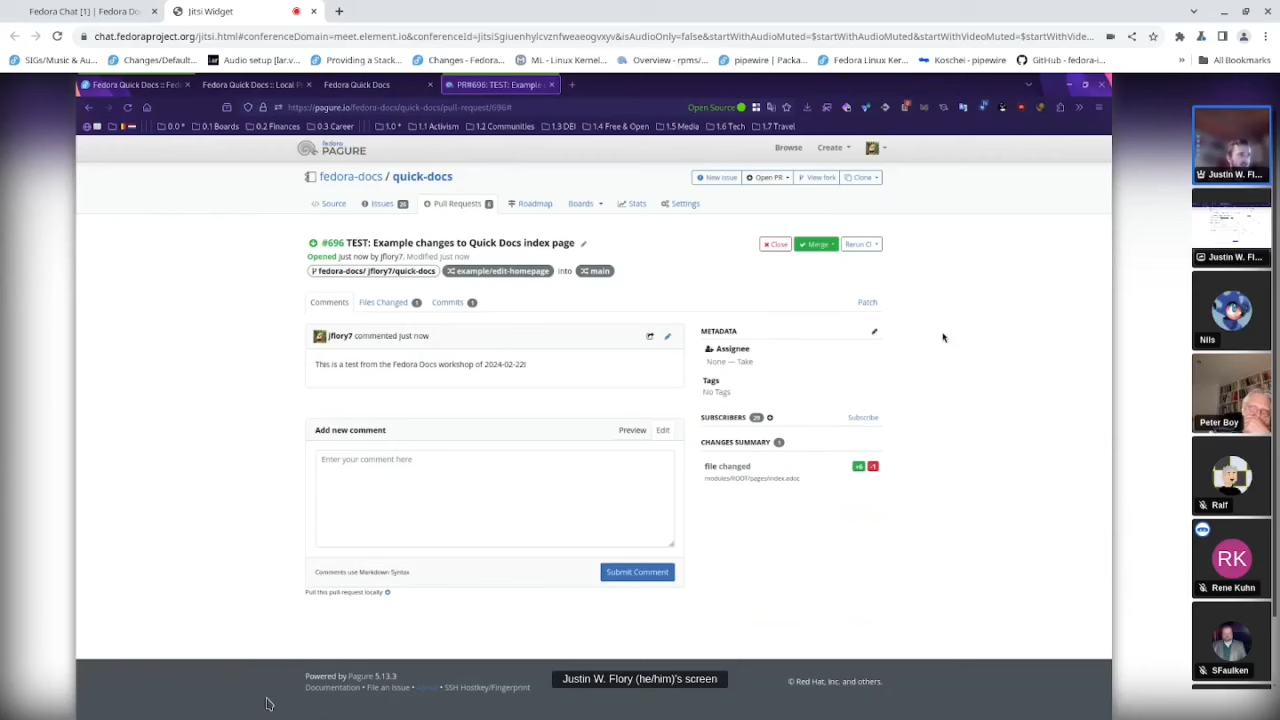 Fedora Chat [1] | Fedora Do
Jitsi Widget
chat.fedoraproject.org/jitsi.html#conferenceDomain=meet.element.io&conferenceId=JitsiSgiuenhylcvznfweaeogvxyv&isAudioOnly=false&startWithAudioMuted=$startWithAudioMuted&startWithVideoMuted=$startWithVide...
SIGs/Music & Au...
Changes/Default...
Audio setup [lar.v...
Providing a Stack...
Changes - Fedora...
ML - Linux Kernel...
Overview - rpms/...
pipewire | Packa...
Fedora Linux Ker...
Koschei - pipewire
GitHub - fedora-i...
»
All Bookmarks
Fedora Quick Docs :: Fed
Fedora Quick Docs :: Local P
Fedora Quick Docs
PR#696: TEST: Example
https://pagure.io/fedora-docs/quick-docs/pull-request/696#
Open Source
0.0 *
0.1 Boards
0.2 Finances
0.3 Career
1.0 *
1.1 Activism
1.2 Communities
1.3 DEI
1.4 Free & Open
1.5 Media
1.6 Tech
1.7 Travel
fedora
PAGURE
Browse
Create
fedora-docs / quick-docs
New issue
Open PR
View fork
Clone
Source
Issues
Pull Requests 6
Roadmap
Boards
Stats
Settings
#696 TEST: Example changes to Quick Docs index page
Close
Merge
Rerun CI
Opened just now by jflory7. Modified just now
fedora-docs/ jflory7/quick-docs
example/edit-homepage
into
main
Comments
Files Changed 1
Commits 1
Patch
jflory7 commented just now
This is a test from the Fedora Docs workshop of 2024-02-22!
METADATA
Assignee
None — Take
Tags
No Tags
SUBSCRIBERS
Subscribe
CHANGES SUMMARY 1
file changed
+6 -1
modules/ROOT/pages/index.adoc
Add new comment
Preview
Edit
Enter your comment here
Comments use Markdown Syntax
Submit Comment
Pull this pull-request locally
Powered by Pagure 5.13.3
Documentation • File an Issue •
• SSH Hostkey/Fingerprint
© Red Hat, Inc. and others.
Justin W. Flory (he/him)'s screen
Justin W. Fl...
Justin W. Fl...
Nils
Peter Boy
Ralf
RK
Rene Kuhn
SFaulken